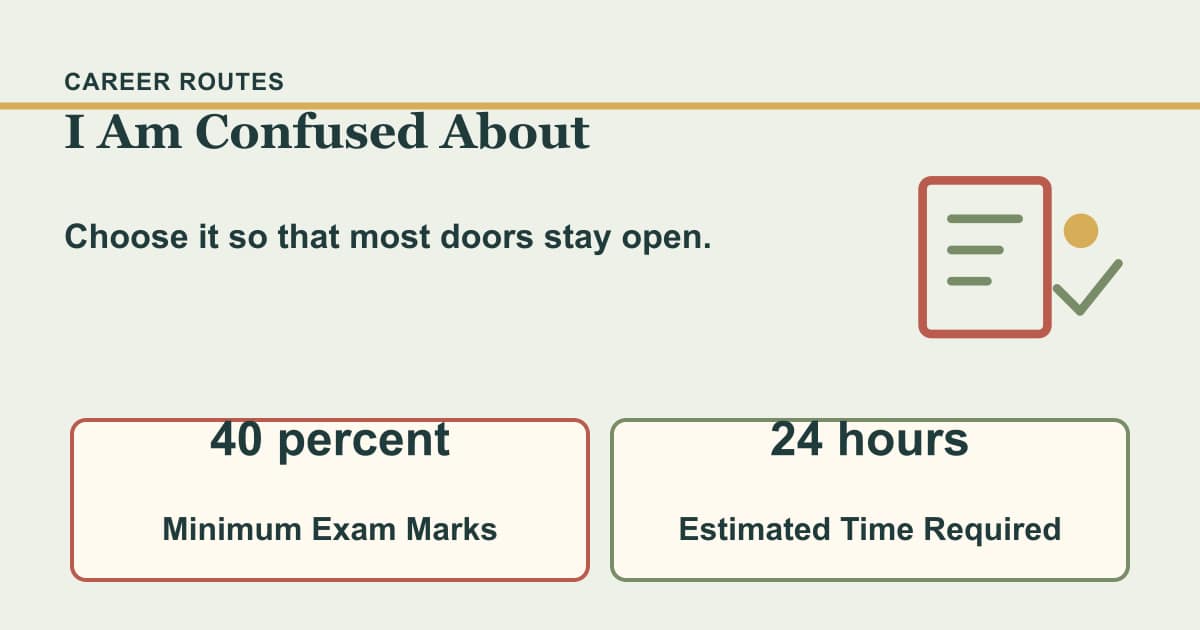 CAREER ROUTES
I Am Confused About
Choose it so that most doors stay open.
40 percent
Minimum Exam Marks
24 hours
Estimated Time Required